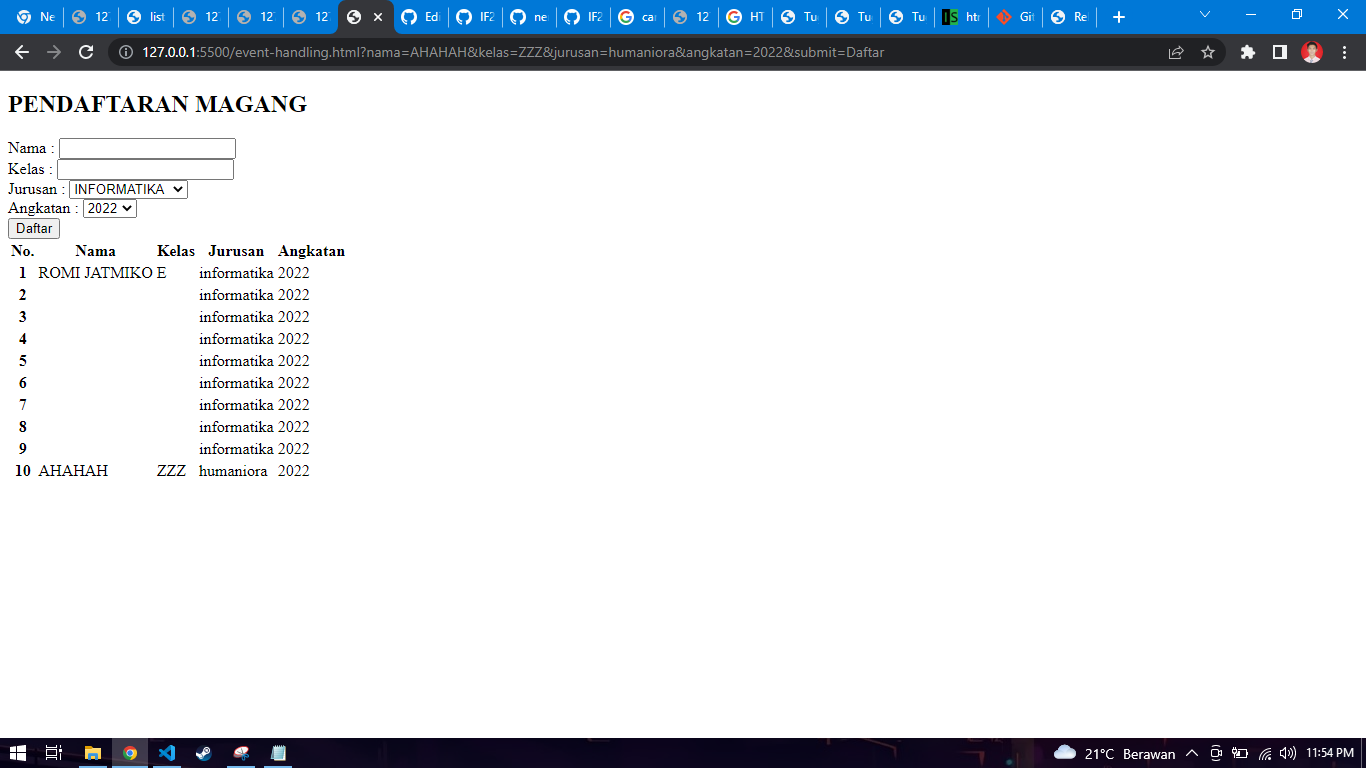 Ne
12
list
12
12
12
Edi
IF2
ne
IF2
ca
12
HT
Tu
Tu
Tu
IS
ht
Git
Re
127.0.0.1:5500/event-handling.html?nama=AHAHAH&kelas=ZZZ&jurusan=humaniora&angkatan=2022&submit=Daftar
PENDAFTARAN MAGANG
Nama :
Kelas :
Jurusan : INFORMATIKA
Angkatan : 2022
Daftar
No. Nama Kelas Jurusan Angkatan
1 ROMI JATMIKO E informatika 2022
2 informatika 2022
3 informatika 2022
4 informatika 2022
5 informatika 2022
6 informatika 2022
7 informatika 2022
8 informatika 2022
9 informatika 2022
10 AHAHAH ZZZ humaniora 2022
21°C Berawan 11:54 PM